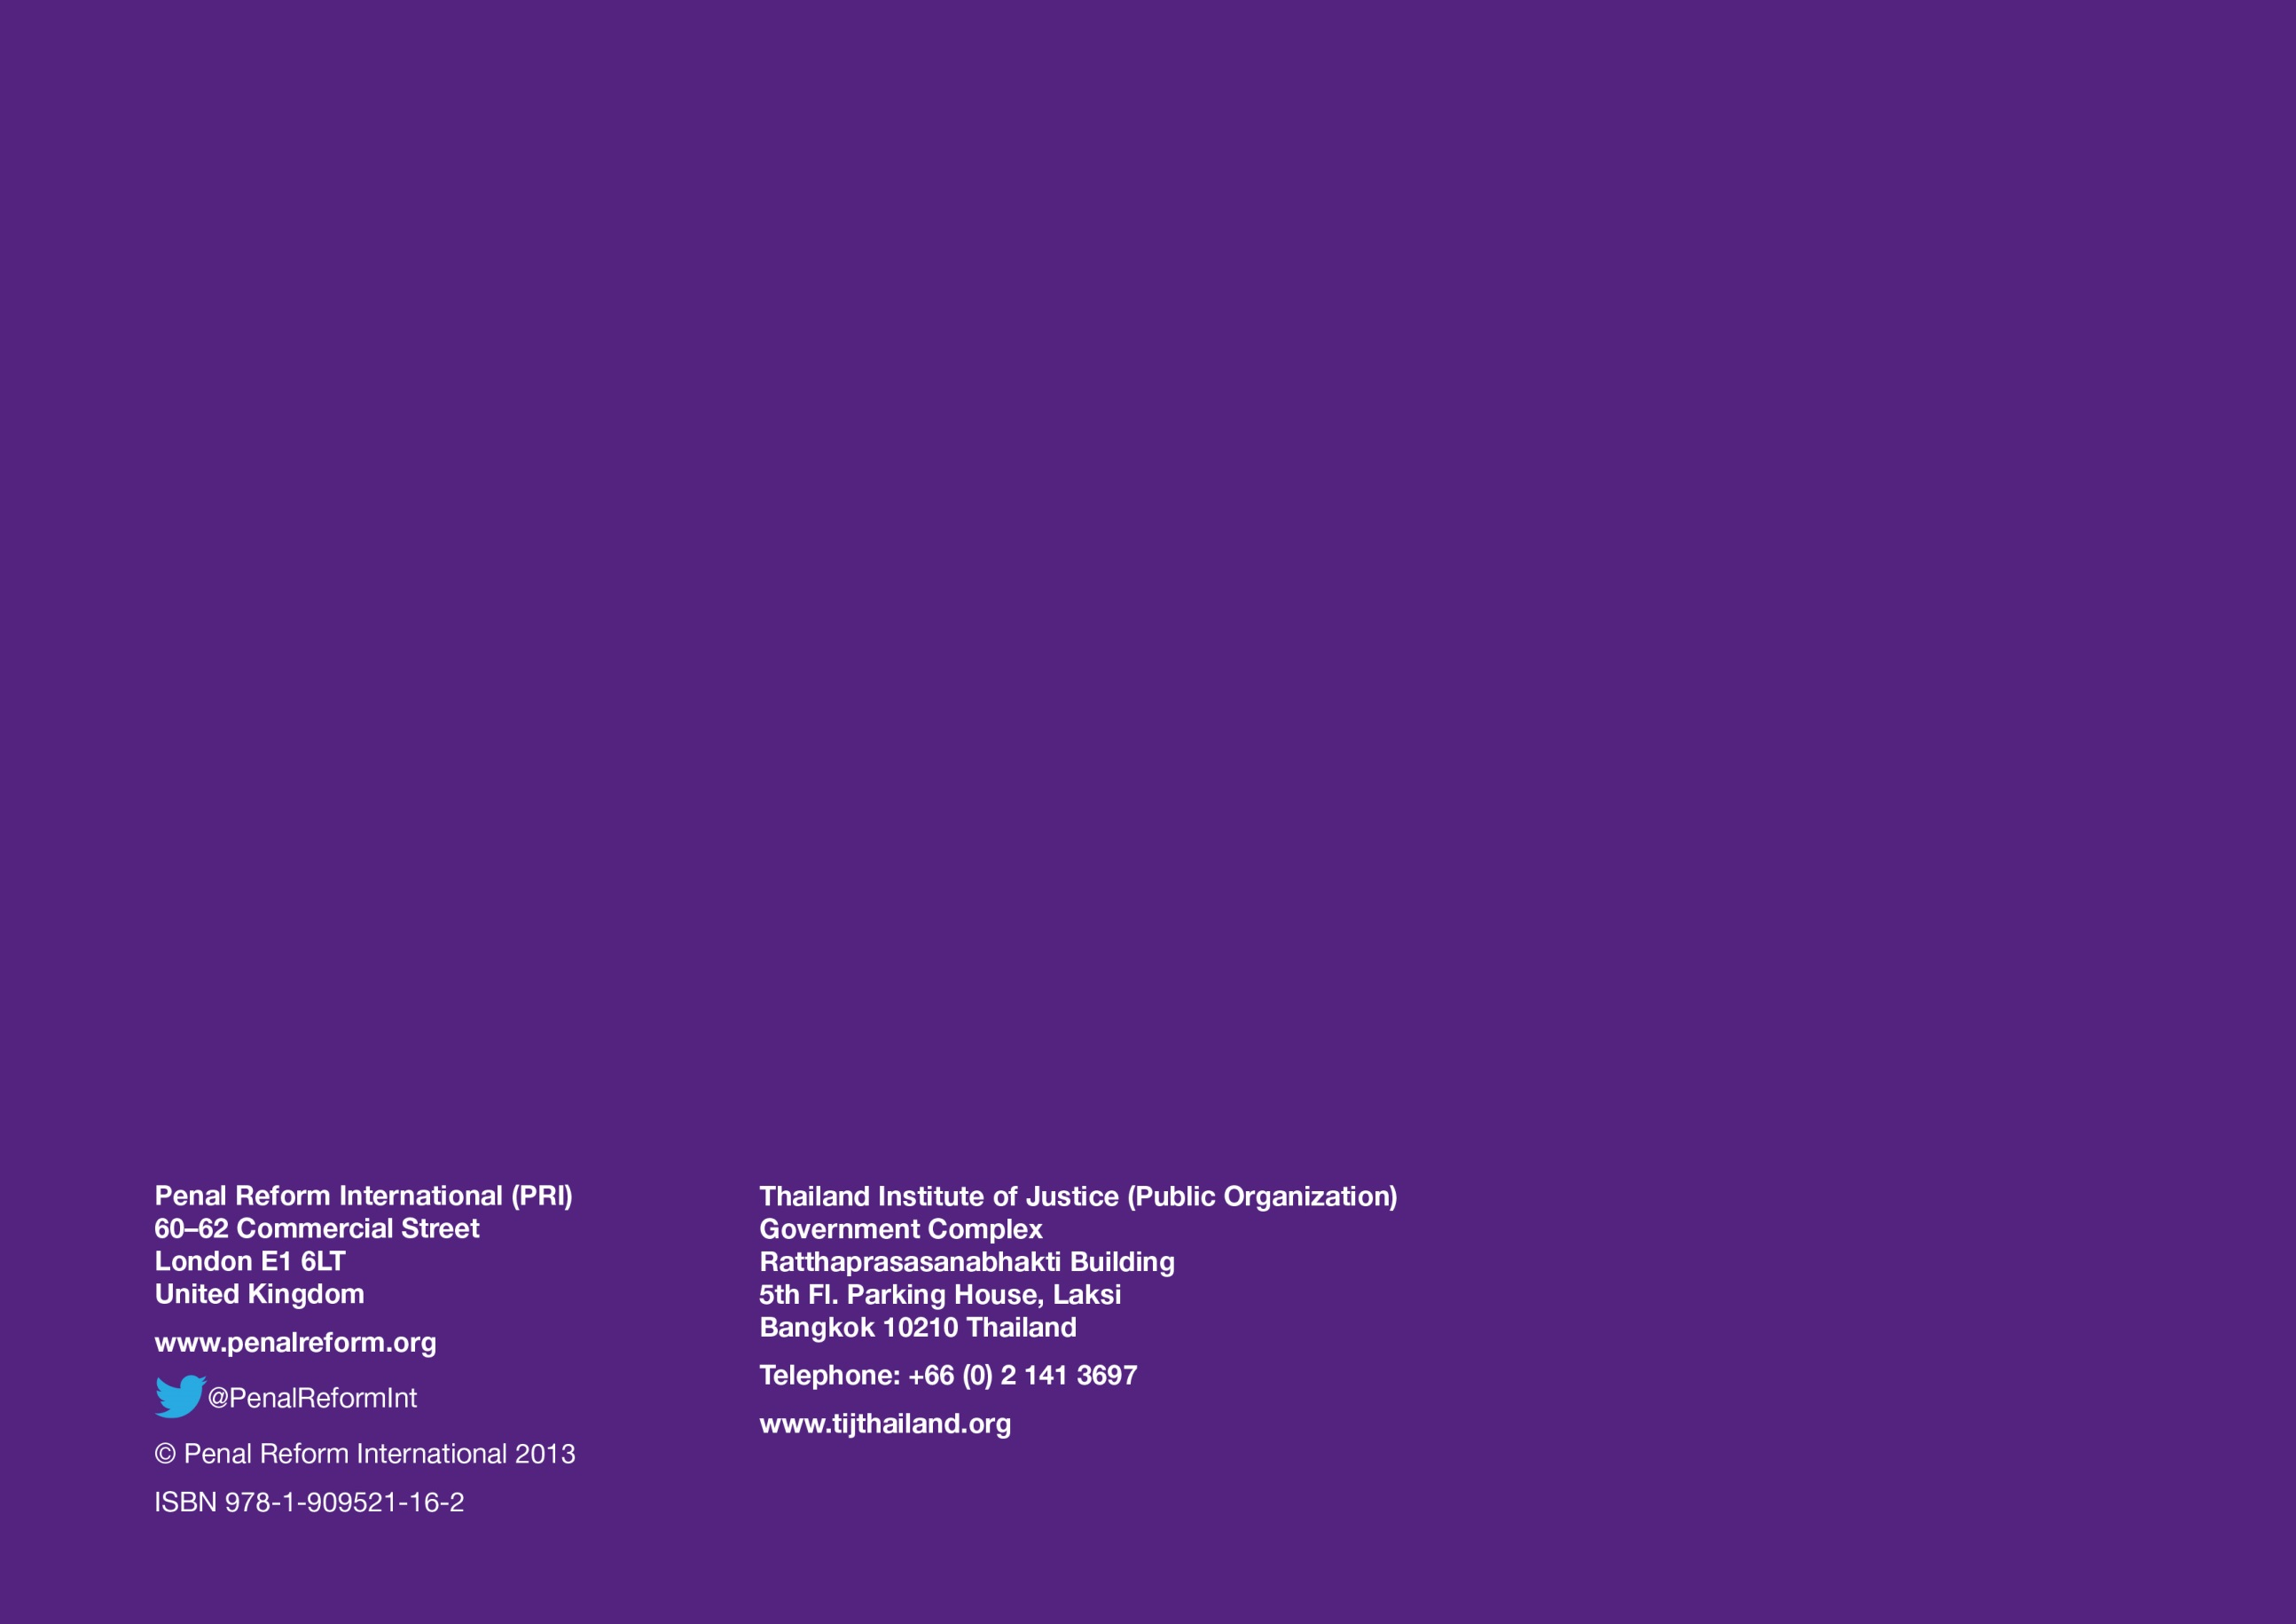 Penal Reform International (PRI)
60–62 Commercial Street
London E1 6LT
United Kingdom
www.penalreform.org
@PenalReformInt
© Penal Reform International 2013
ISBN 978-1-909521-16-2
Thailand Institute of Justice (Public Organization)
Government Complex
Ratthaprasasanabhakti Building
5th Fl. Parking House, Laksi
Bangkok 10210 Thailand
Telephone: +66 (0) 2 141 3697
www.tijthailand.org